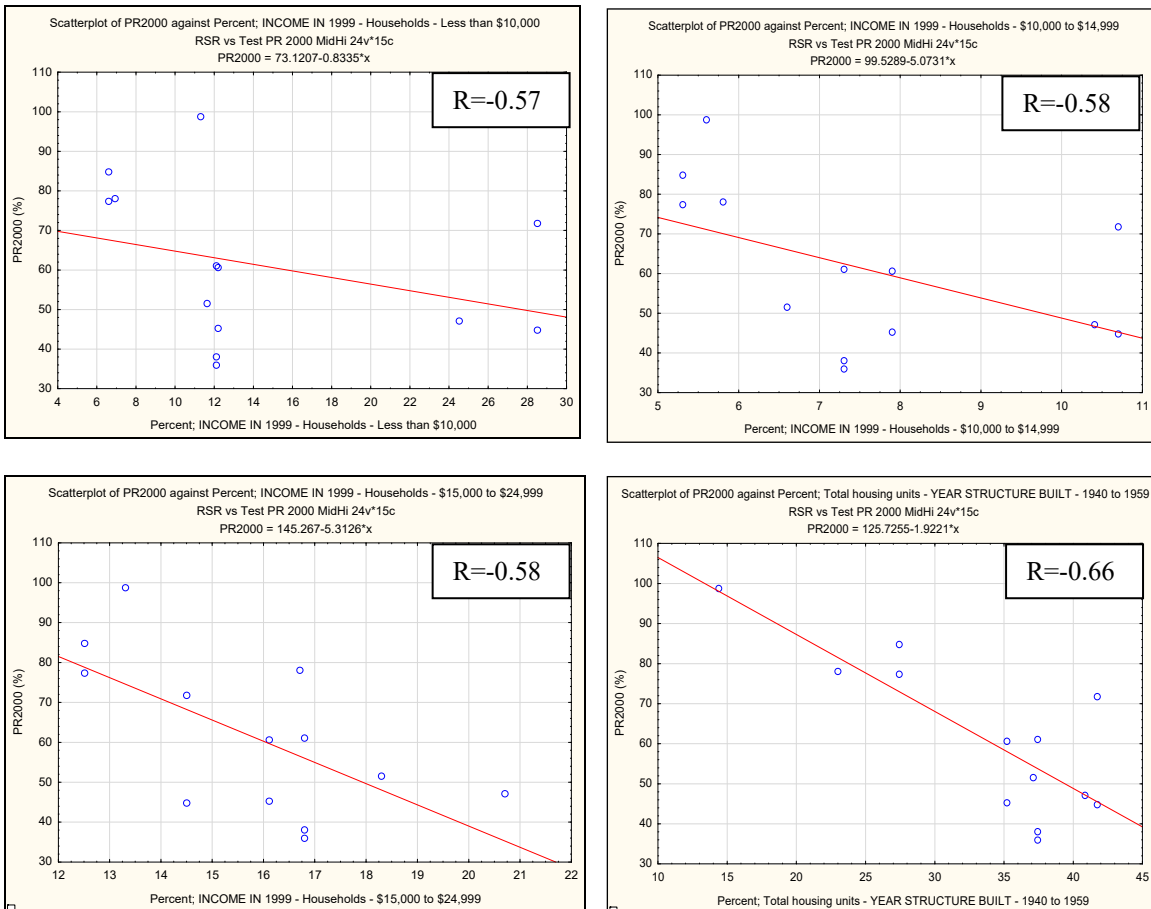 Scatterplot of PR2000 against Percent; INCOME IN 1999 - Households - Less than $10,000
RSR vs Test PR 2000 MidHi 24v*15c
PR2000 = 73.1207-0.8335*x
R=-0.57
110
100
90
80
70
60
50
40
30
PR2000 (%)
4 6 8 10 12 14 16 18 20 22 24 26 28 30
Percent; INCOME IN 1999 - Households - Less than $10,000
Scatterplot of PR2000 against Percent; INCOME IN 1999 - Households - $10,000 to $14,999
RSR vs Test PR 2000 MidHi 24v*15c
PR2000 = 99.5289-5.0731*x
R=-0.58
110
100
90
80
70
60
50
40
30
PR2000 (%)
5 6 7 8 9 10 11
Percent; INCOME IN 1999 - Households - $10,000 to $14,999
Scatterplot of PR2000 against Percent; INCOME IN 1999 - Households - $15,000 to $24,999
RSR vs Test PR 2000 MidHi 24v*15c
PR2000 = 145.267-5.3126*x
R=-0.58
110
100
90
80
70
60
50
40
30
PR2000 (%)
12 13 14 15 16 17 18 19 20 21 22
Percent; INCOME IN 1999 - Households - $15,000 to $24,999
Scatterplot of PR2000 against Percent; Total housing units - YEAR STRUCTURE BUILT - 1940 to 1959
RSR vs Test PR 2000 MidHi 24v*15c
PR2000 = 125.7255-1.9221*x
R=-0.66
110
100
90
80
70
60
50
40
30
PR2000 (%)
10 15 20 25 30 35 40 45
Percent; Total housing units - YEAR STRUCTURE BUILT - 1940 to 1959